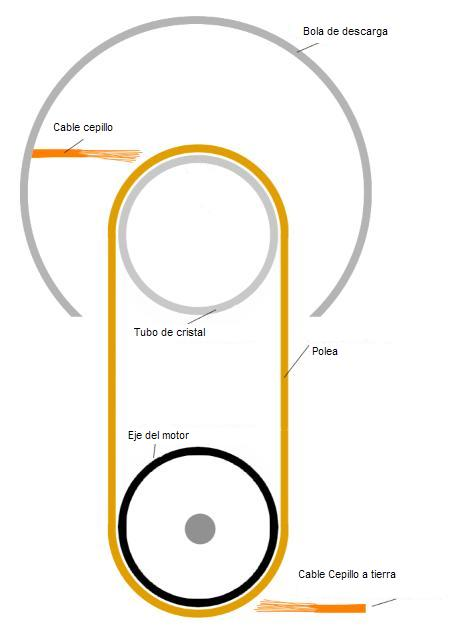 Bola de descarga
Cable cepillo
Tubo de cristal
Polea
Eje del motor
Cable Cepillo a tierra